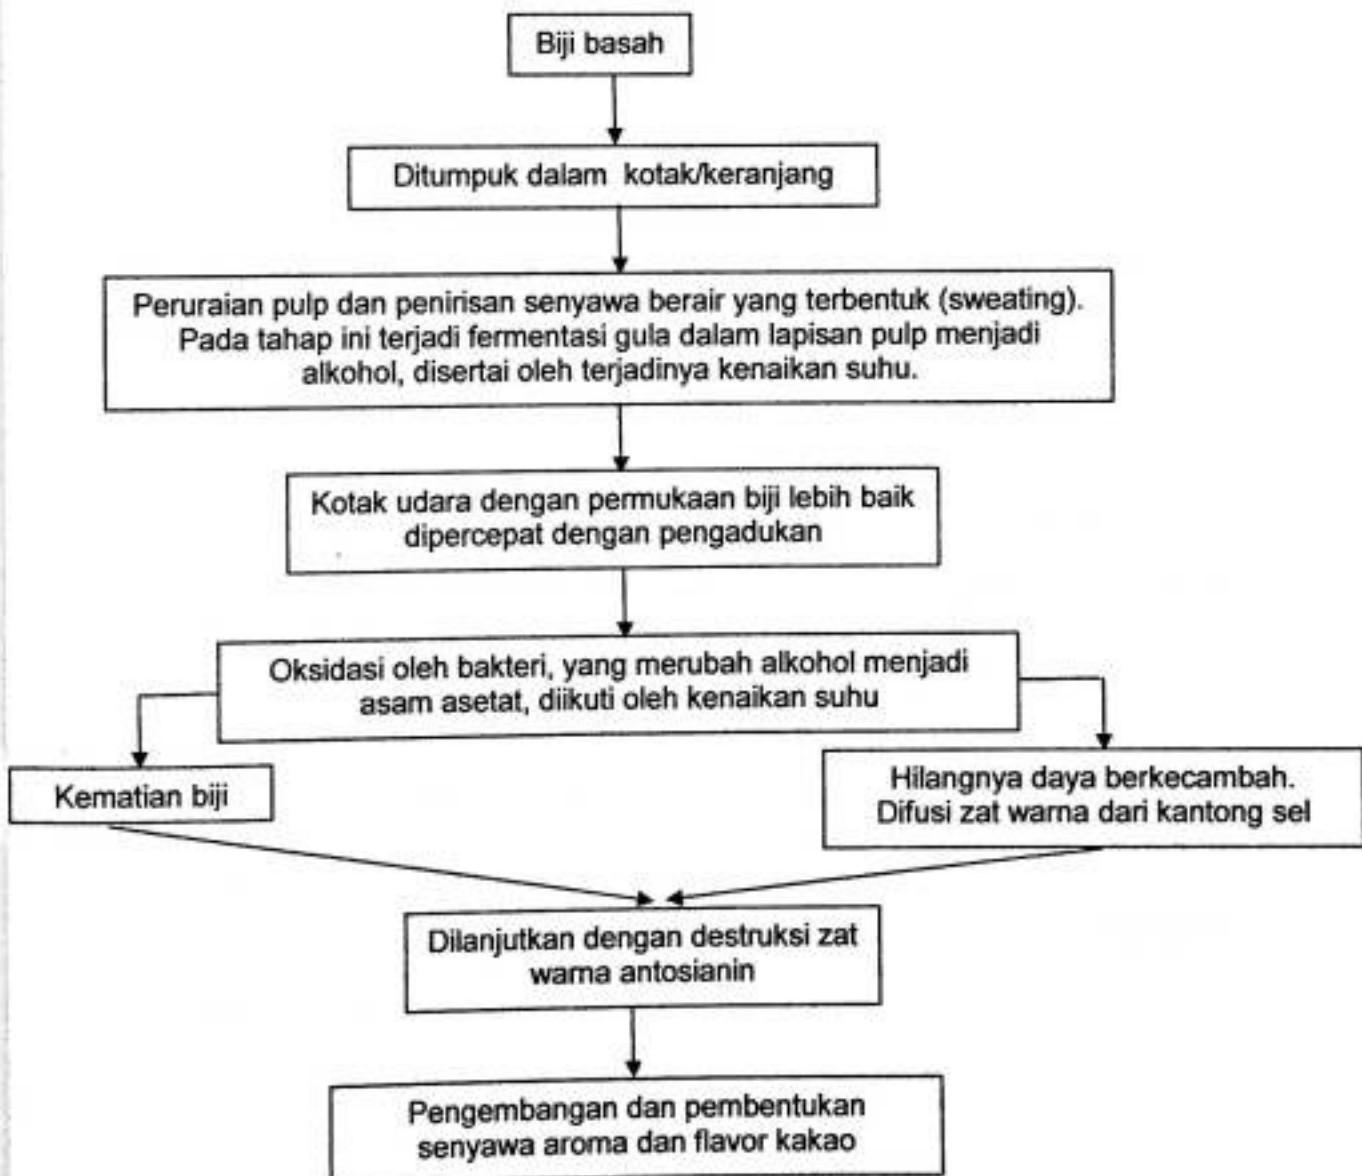 Biji basah
Ditumpuk dalam kotak/keranjang
Peruraian pulp dan penirisan senyawa berair yang terbentuk (sweating).
Pada tahap ini terjadi fermentasi gula dalam lapisan pulp menjadi
alkohol, disertai oleh terjadinya kenaikan suhu.
Kotak udara dengan permukaan biji lebih baik
dipercepat dengan pengadukan
Oksidasi oleh bakteri, yang merubah alkohol menjadi
asam asetat, diikuti oleh kenaikan suhu
Kematian biji
Hilangnya daya berkecambah.
Difusi zat warna dari kantong sel
Dilanjutkan dengan destruksi zat
warna antosianin
Pengembangan dan pembentukan
senyawa aroma dan flavor kakao